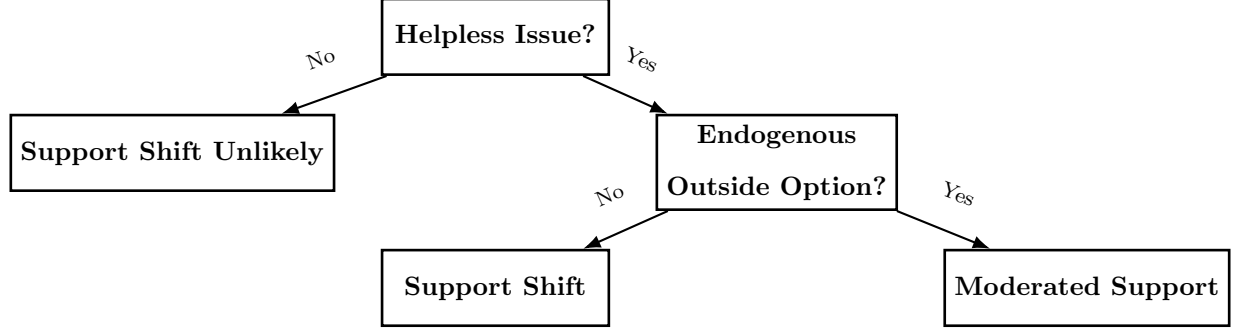 Helpless Issue?
No
Yes
Support Shift Unlikely
Endogenous
Outside Option?
No
Yes
Support Shift
Moderated Support